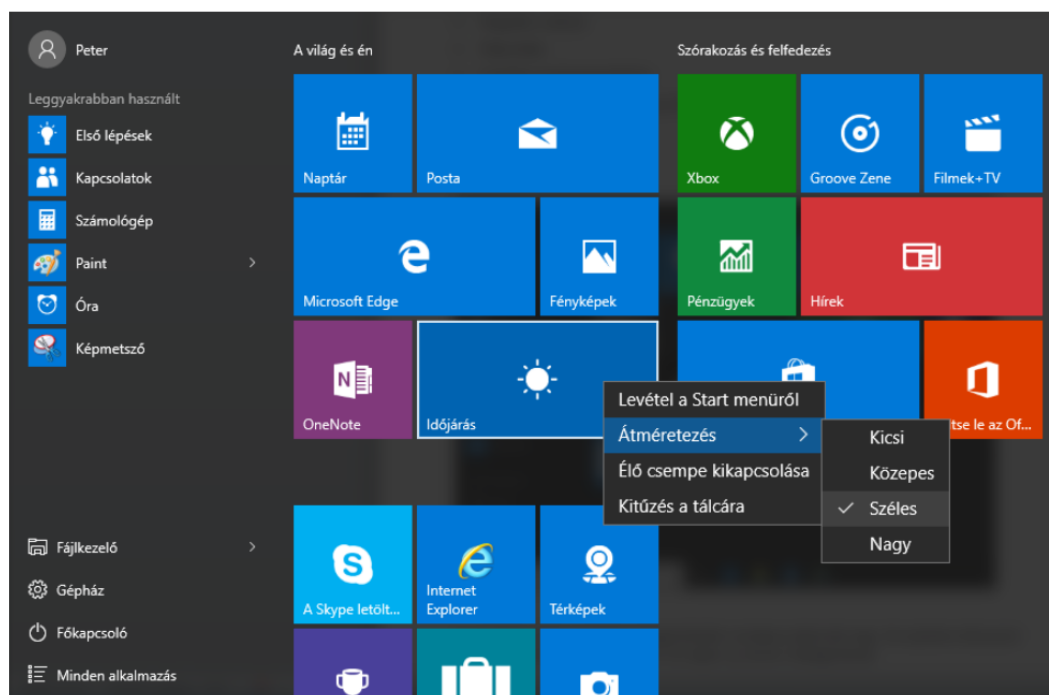 Peter
Leggyakrabban használt
Első lépések
Kapcsolatok
Számológép
Paint
Óra
Képmetsző
Fájlkezelő
Gépház
Főkapcsoló
Minden alkalmazás
A világ és én
Naptár
Posta
Microsoft Edge
Fényképek
OneNote
Időjárás
A Skype letölt...
Internet
Explorer
Térképek
Szórakozás és felfedezés
Xbox
Groove Zene
Filmek+TV
Pénzügyek
Hírek
tse le az Of...
Levétel a Start menüről
Átméretezés
Élő csempe kikapcsolása
Kitűzés a tálcára
Kicsi
Közepes
Széles
Nagy